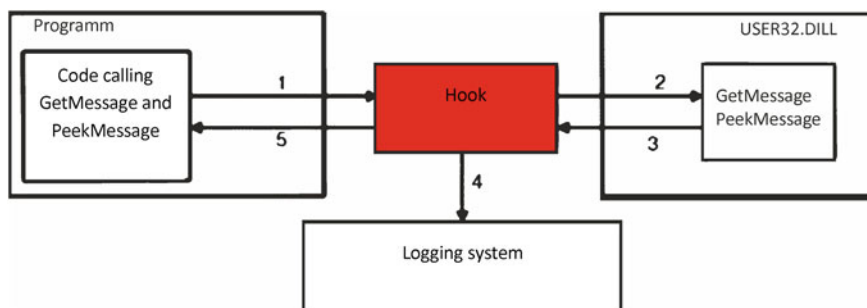 Programm
USER32.DILL
Code calling
GetMessage and
PeekMessage
1
5
Hook
2
3
GetMessage
PeekMessage
4
Logging system